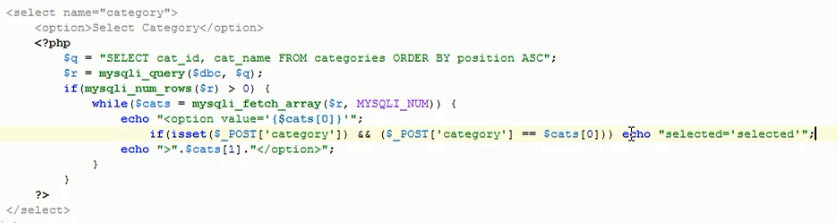 <select name="category">
<option>Select Category</option>
<?php
$q = "SELECT cat_id, cat_name FROM categories ORDER BY position ASC";
$r = mysqli_query($dbc, $q);
if(mysqli_num_rows($r) > 0) {
while($cats = mysqli_fetch_array($r, MYSQLI_NUM)) {
echo "<option value='{$cats[0]}'";
if(isset($_POST['category']) && ($_POST['category'] == $cats[0])) echo "selected='selected'";
echo ">".$cats[1]."</option>";
}
}
?>
</select>